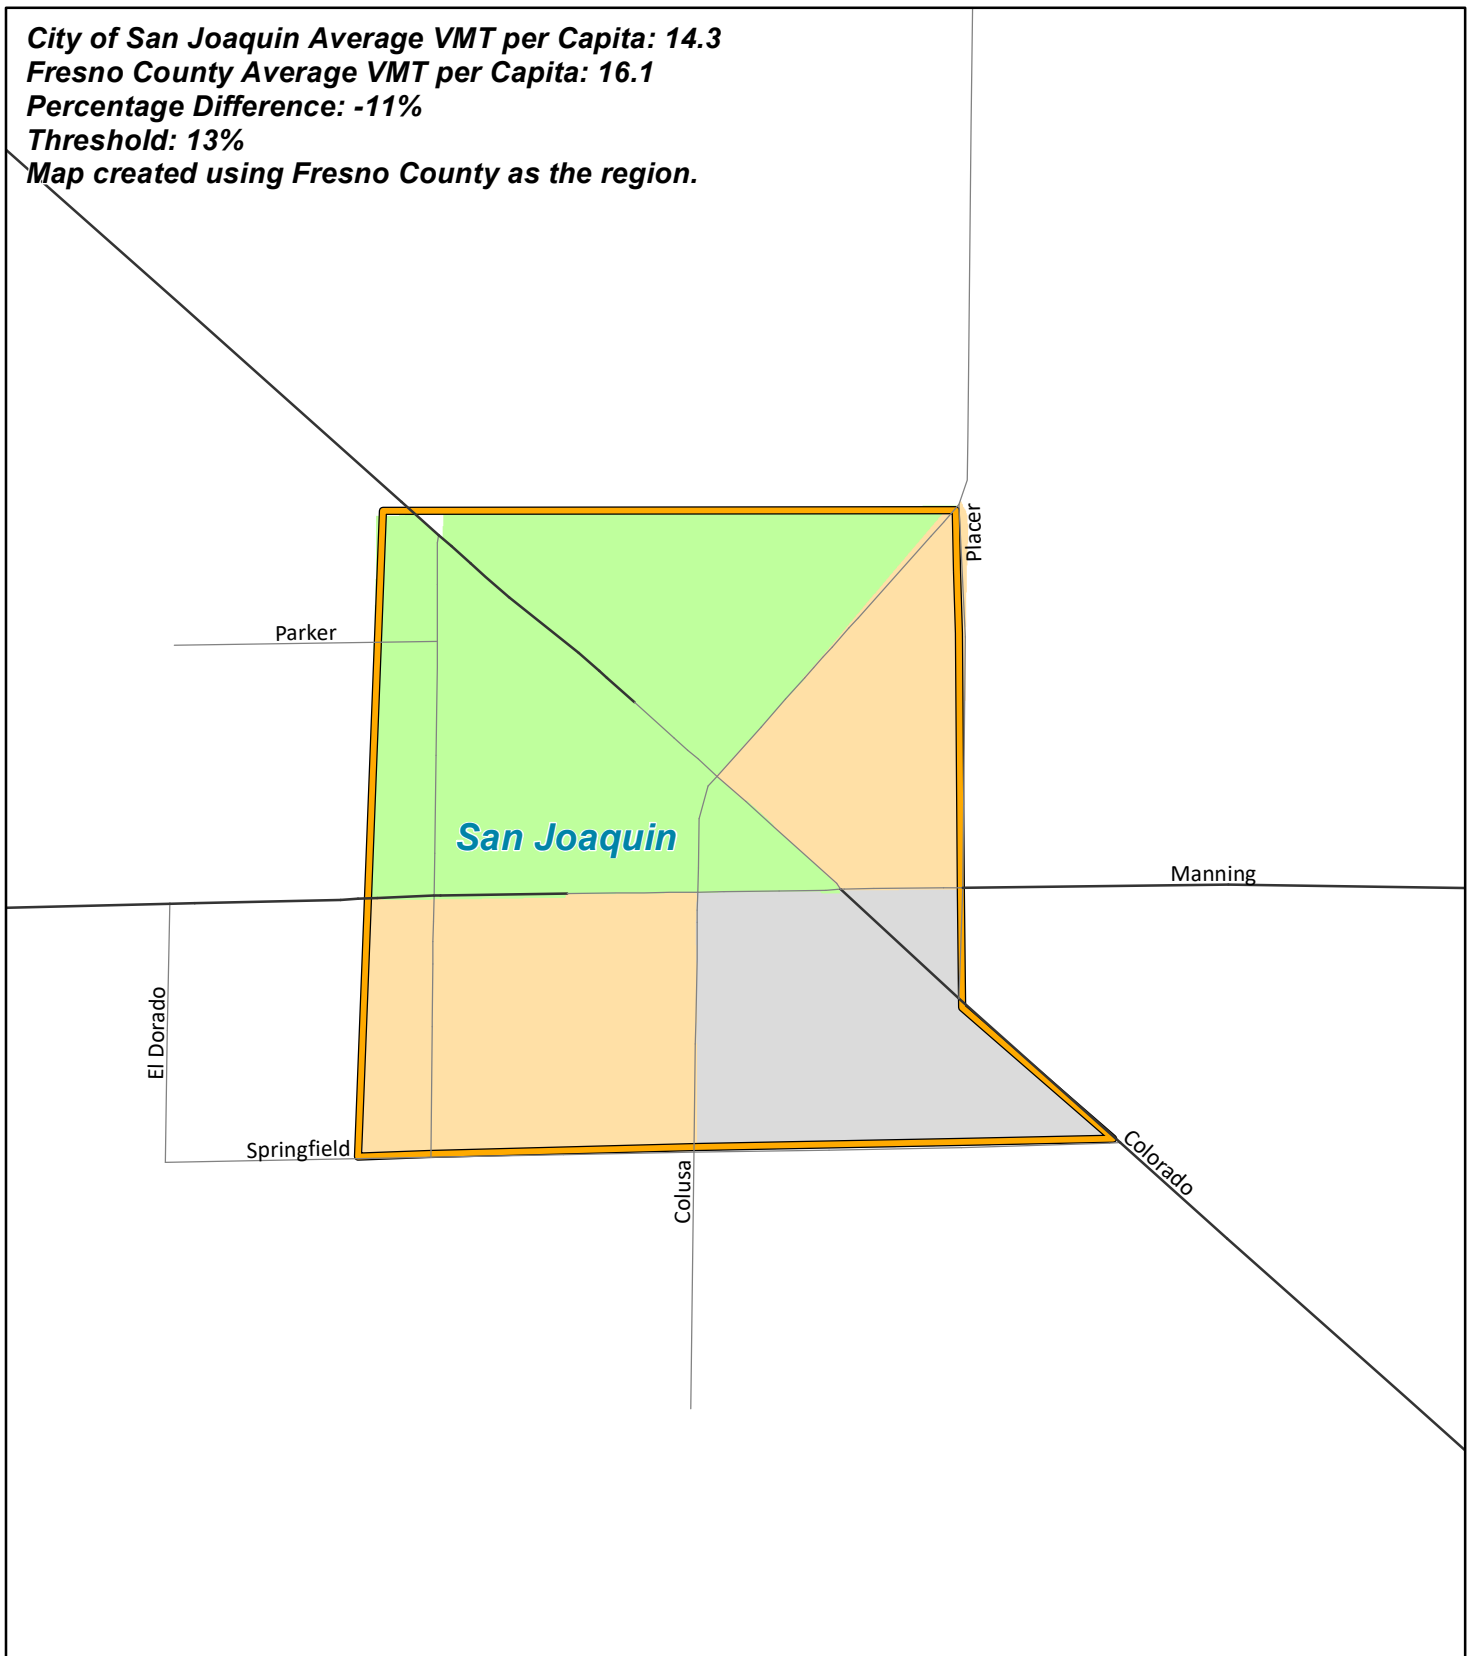 City of San Joaquin Average VMT per Capita: 14.3
Fresno County Average VMT per Capita: 16.1
Percentage Difference: -11%
Threshold: 13%
Map created using Fresno County as the region.
Placer
Parker
San Joaquin
Manning
El Dorado
Springfield
Colusa
Colorado